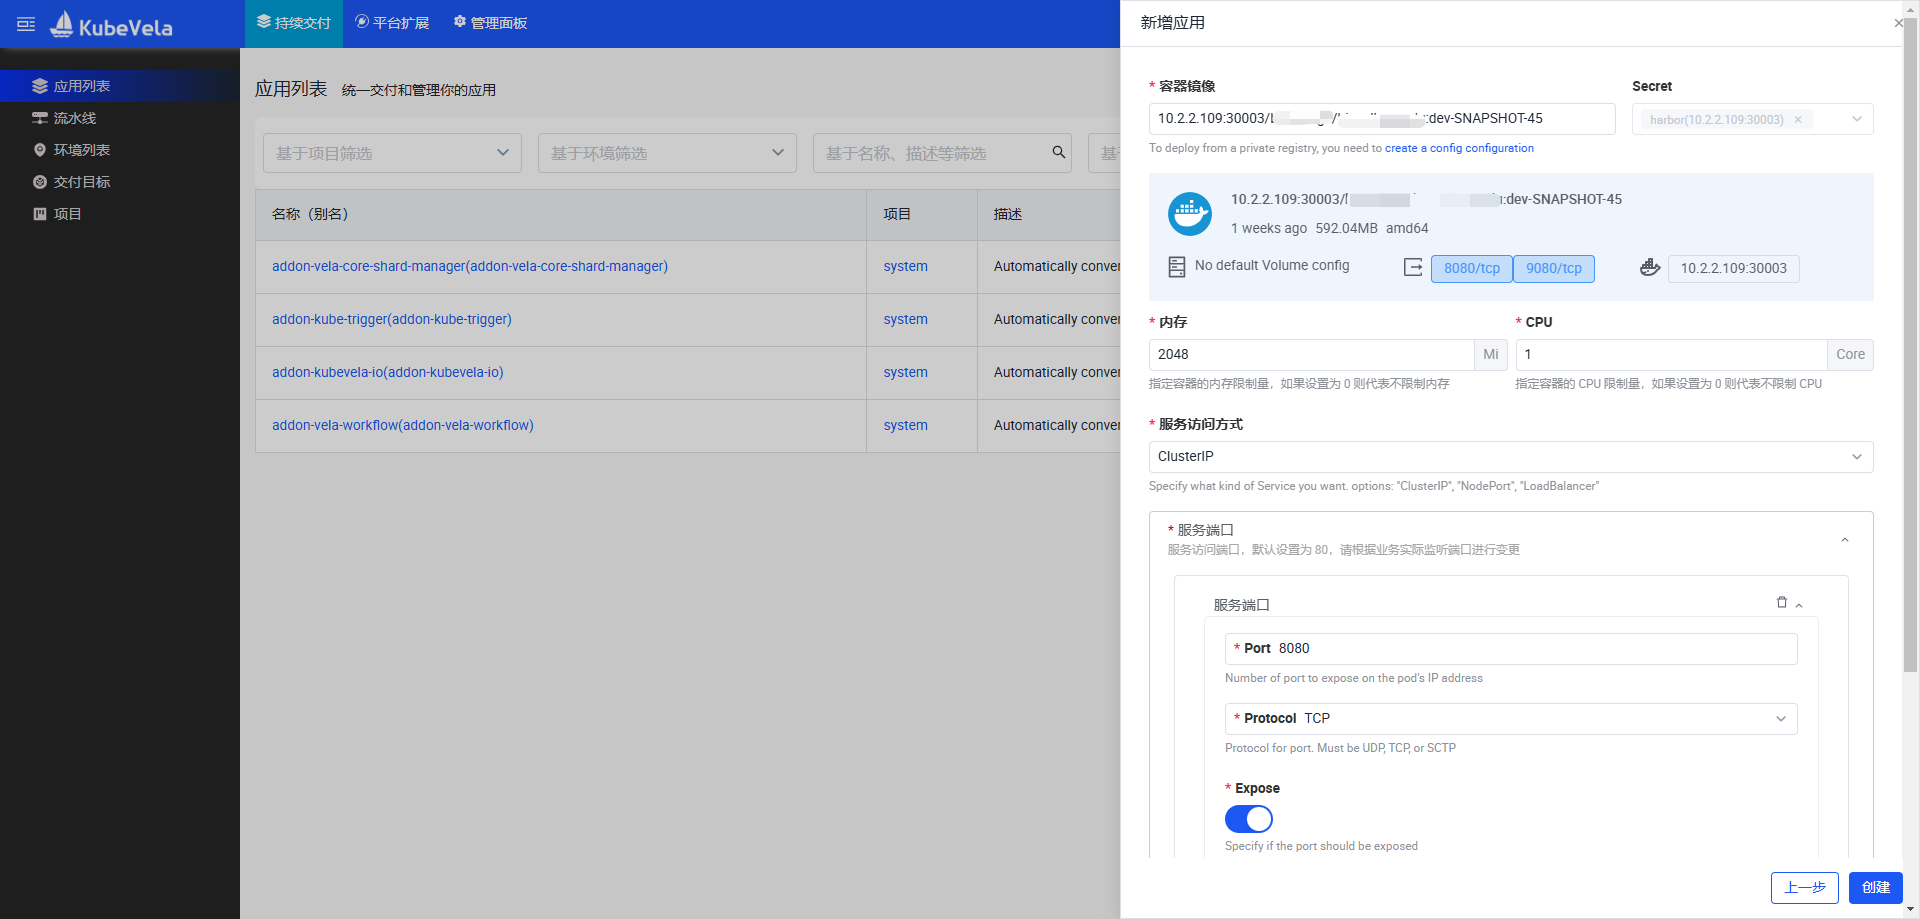 KubeVela
持续交付
平台扩展
管理面板
应用列表
流水线
环境列表
交付目标
项目
应用列表 统一交付和管理你的应用
基于项目筛选
基于环境筛选
基于名称、描述等筛选
基
名称（别名） 项目 描述
addon-vela-core-shard-manager(addon-vela-core-shard-manager) system Automatically conver
addon-kube-trigger(addon-kube-trigger) system Automatically conver
addon-kubevela-io(addon-kubevela-io) system Automatically conver
addon-vela-workflow(addon-vela-workflow) system Automatically conver
新增应用
* 容器镜像 Secret
10.2.2.109:30003/ :dev-SNAPSHOT-45
harbor(10.2.2.109:30003) ×
To deploy from a private registry, you need to create a config configuration
10.2.2.109:30003/ :dev-SNAPSHOT-45
1 weeks ago 592.04MB amd64
No default Volume config 8080/tcp 9080/tcp 10.2.2.109:30003
* 内存 * CPU
2048 Mi 1 Core
指定容器的内存限制量，如果设置为 0 则代表不限制内存 指定容器的 CPU 限制量，如果设置为 0 则代表不限制 CPU
* 服务访问方式
ClusterIP
Specify what kind of Service you want. options: "ClusterIP", "NodePort", "LoadBalancer"
* 服务端口
服务访问端口，默认设置为 80，请根据业务实际监听端口进行变更
服务端口
* Port 8080
Number of port to expose on the pod's IP address
* Protocol TCP
Protocol for port. Must be UDP, TCP, or SCTP
* Expose
Specify if the port should be exposed
上一步 创建